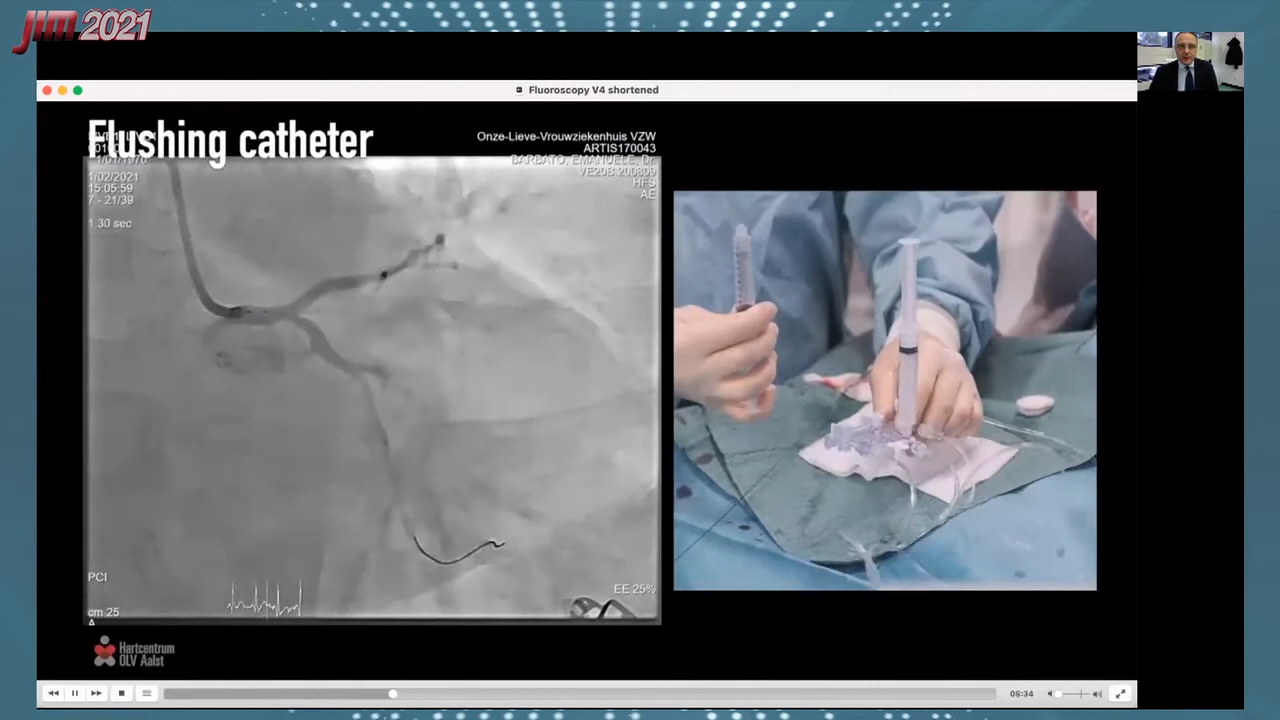 JIM 2021
Fluoroscopy V4 shortened
Flushing catheter
Onze-Lieve-Vrouwziekenhuis VZW
ARTIS170043
BARBATO, EMANUELE, Dr.
VE20B 200809
HFS
AE
1/02/2021
15:05:59
7 - 21/39
1.30 sec
PCI
cm 25
EE 25%
Hartcentrum
OLV Aalst
05:34